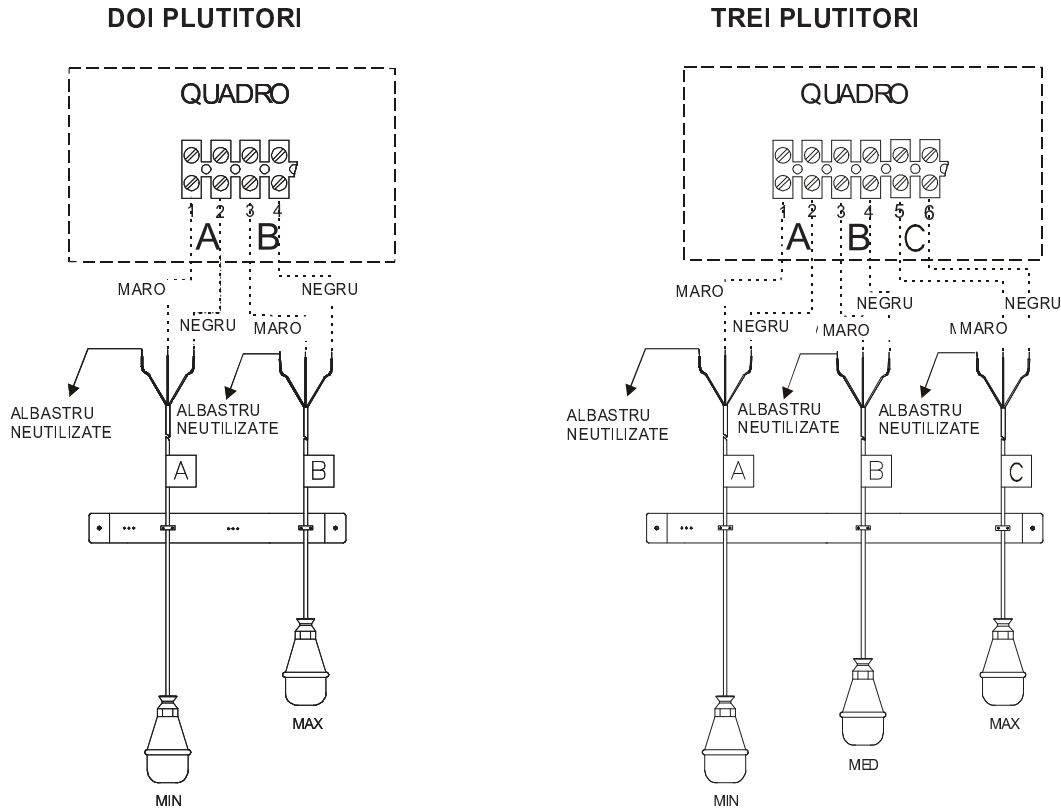 DOI PLUTITORI
QUADRO
1 2 3 4
A B
MARO
NEGRU
NEGRU
MARO
ALBASTRU
NEUTILIZATE
ALBASTRU
NEUTILIZATE
A
B
MAX
MIN
TREI PLUTITORI
QUADRO
1 2 3 4 5 6
A B C
MARO
NEGRU
NEGRU
NEGRU
MARO
MARO
ALBASTRU
NEUTILIZATE
ALBASTRU
NEUTILIZATE
ALBASTRU
NEUTILIZATE
A
B
C
MAX
MED
MIN